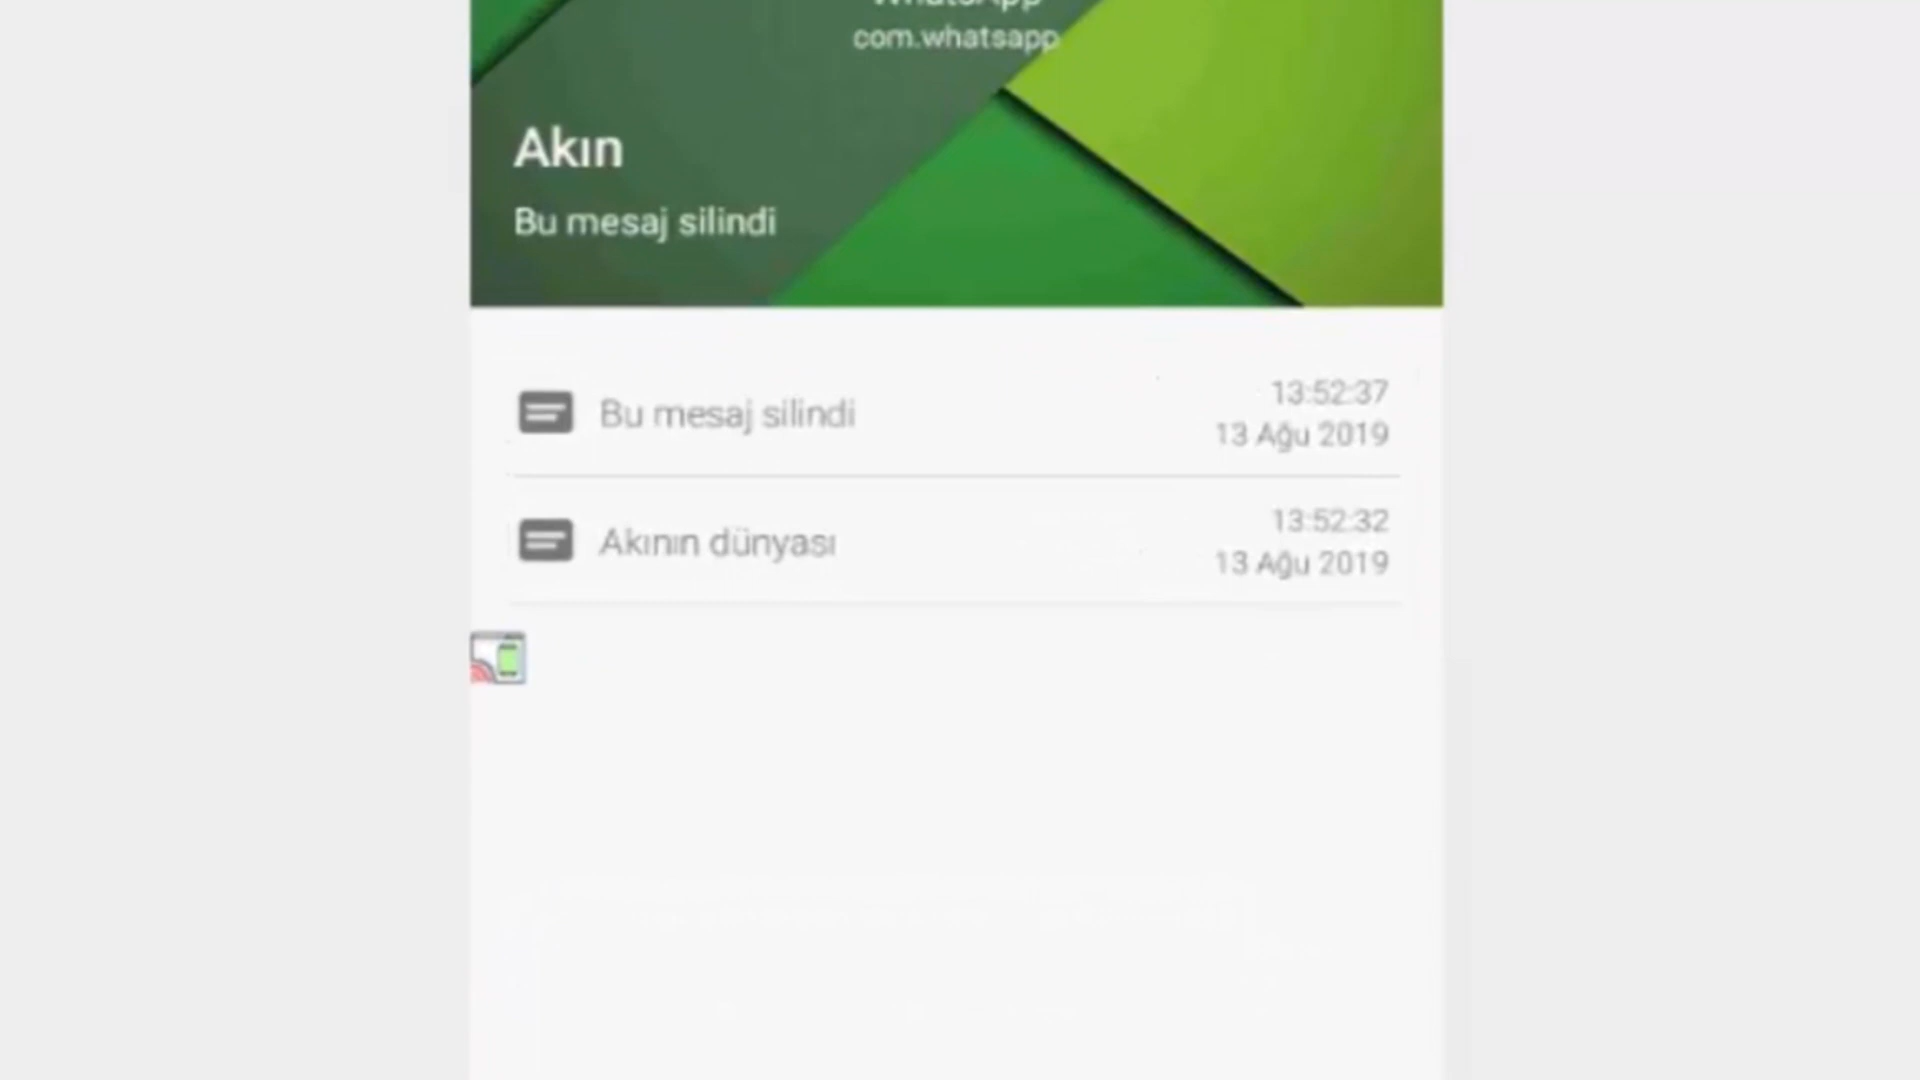 WhatsApp
com.whatsapp
Akın
Bu mesaj silindi
Bu mesaj silindi
13:52:37
13 Ağu 2019
Akının dünyası
13:52:32
13 Ağu 2019